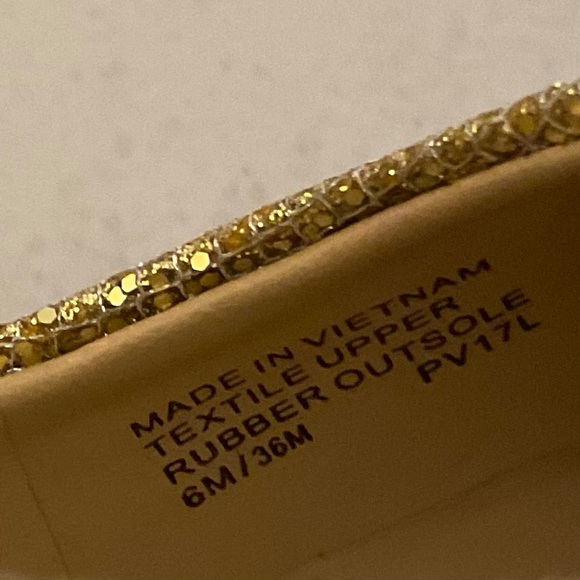 MADE IN VIETNAM
TEXTILE UPPER
RUBBER OUTSOLE
6M/36M PV17L